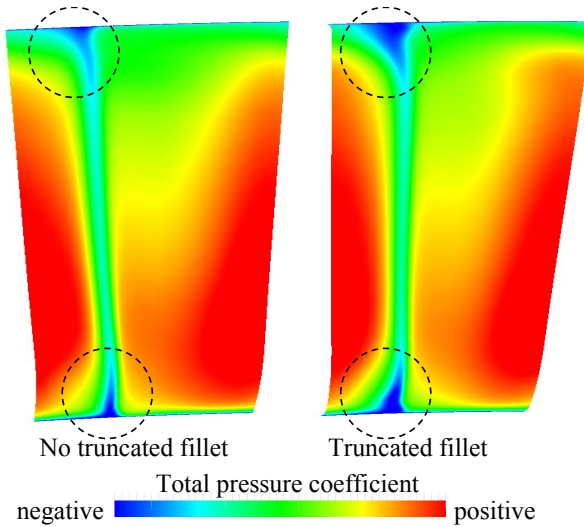 No truncated fillet
Truncated fillet
Total pressure coefficient
negative
positive